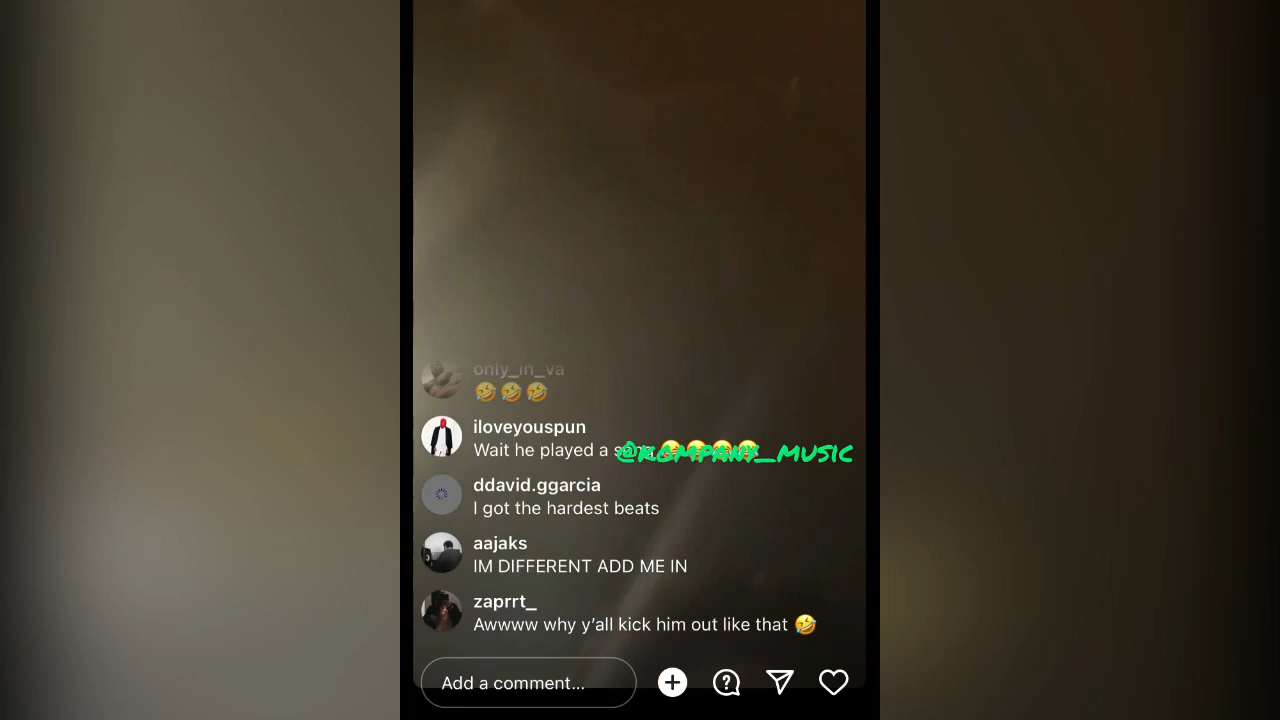 only_in_va
🤣🤣🤣
iloveyouspun
Wait he played a song 🤣🤣🤣🤣
@KOMPANY_MUSIC
ddavid.ggarcia
I got the hardest beats
aajaks
IM DIFFERENT ADD ME IN
zaprrt_
Awwww why y’all kick him out like that 🤣
Add a comment...